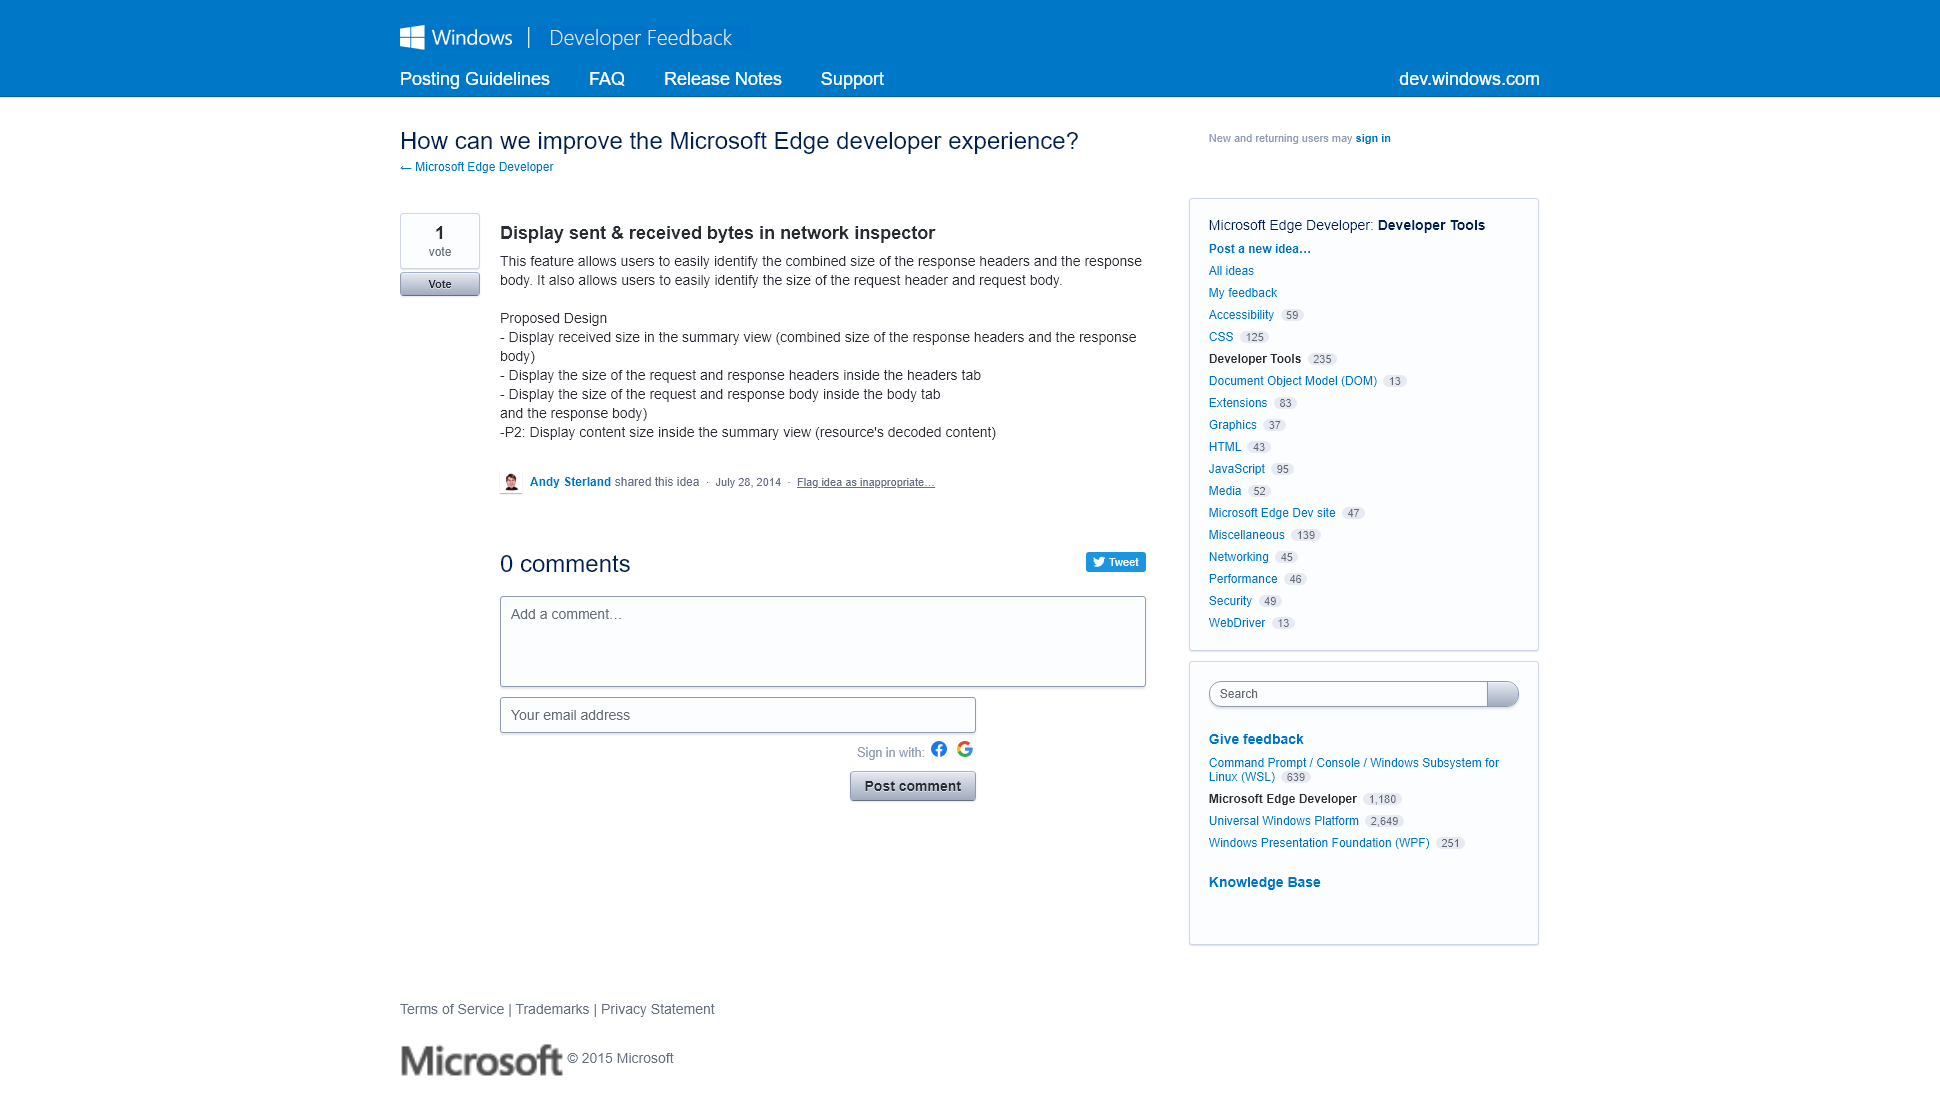 Windows | Developer Feedback
Posting Guidelines FAQ Release Notes Support dev.windows.com
How can we improve the Microsoft Edge developer experience?
← Microsoft Edge Developer
New and returning users may sign in
1
vote
Vote
Display sent & received bytes in network inspector
This feature allows users to easily identify the combined size of the response headers and the response
body. It also allows users to easily identify the size of the request header and request body.
Proposed Design
- Display received size in the summary view (combined size of the response headers and the response
body)
- Display the size of the request and response headers inside the headers tab
- Display the size of the request and response body inside the body tab
and the response body)
-P2: Display content size inside the summary view (resource's decoded content)
Andy Sterland shared this idea · July 28, 2014 · Flag idea as inappropriate…
0 comments
Tweet
Add a comment…
Your email address
Sign in with:
Post comment
Microsoft Edge Developer: Developer Tools
Post a new idea…
All ideas
My feedback
Accessibility 59
CSS 125
Developer Tools 235
Document Object Model (DOM) 13
Extensions 83
Graphics 37
HTML 43
JavaScript 95
Media 52
Microsoft Edge Dev site 47
Miscellaneous 139
Networking 45
Performance 46
Security 49
WebDriver 13
Search
Give feedback
Command Prompt / Console / Windows Subsystem for
Linux (WSL) 639
Microsoft Edge Developer 1,180
Universal Windows Platform 2,649
Windows Presentation Foundation (WPF) 251
Knowledge Base
Terms of Service | Trademarks | Privacy Statement
Microsoft © 2015 Microsoft